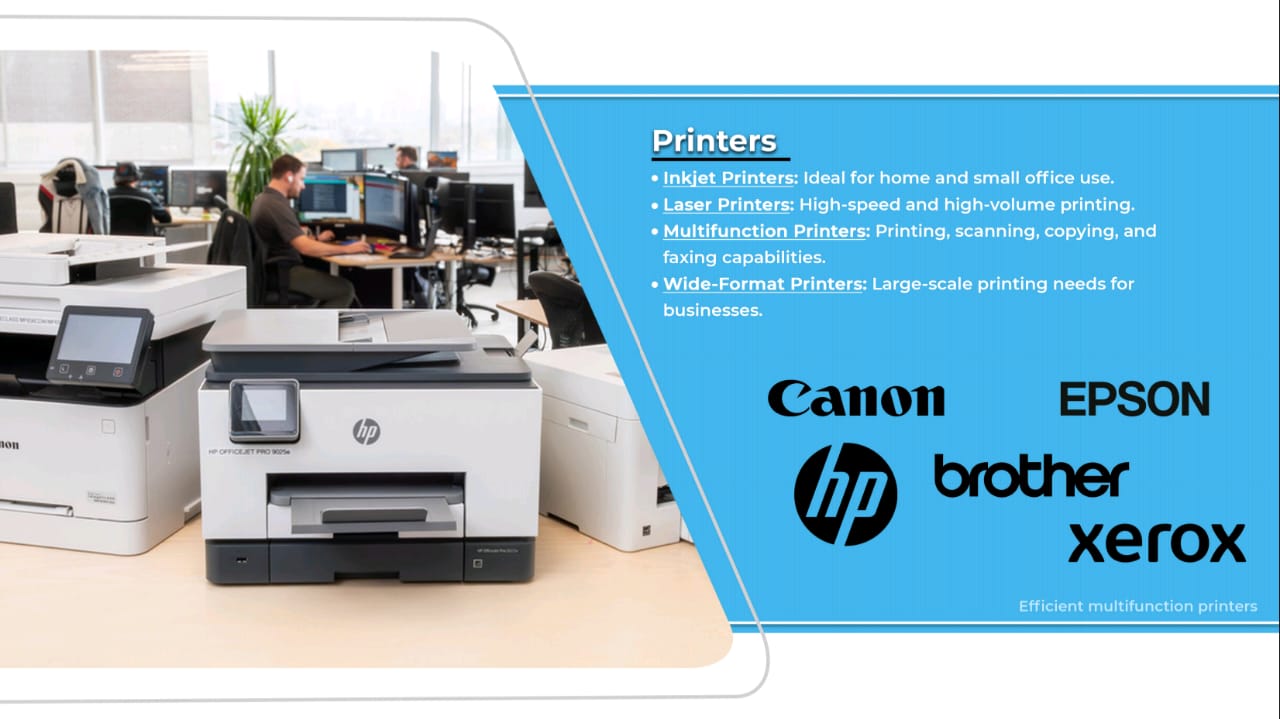 Printers
• Inkjet Printers: Ideal for home and small office use.
• Laser Printers: High-speed and high-volume printing.
• Multifunction Printers: Printing, scanning, copying, and
faxing capabilities.
• Wide-Format Printers: Large-scale printing needs for
businesses.
Canon
EPSON
hp
brother
xerox
Efficient multifunction printers
hp
HP OFFICEJET PRO 9025e